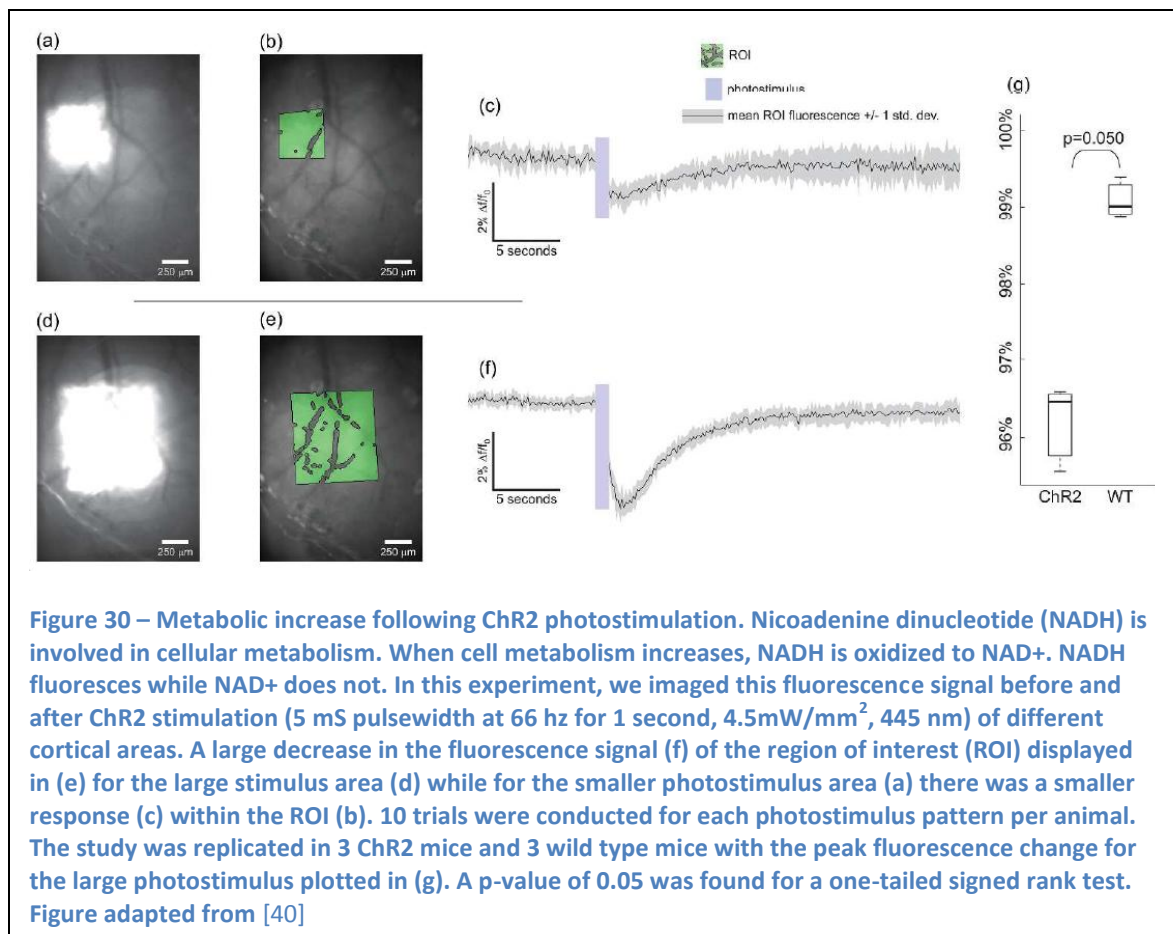 (a)
(b)
ROI
photostimulus
mean ROI fluorescence +/- 1 std. dev.
(c)
2% Δf/f₀
5 seconds
(g)
100%
99%
98%
97%
96%
p=0.050
ChR2
WT
250 μm
250 μm
(d)
(e)
(f)
2% Δf/f₀
5 seconds
250 μm
250 μm
Figure 30 – Metabolic increase following ChR2 photostimulation. Nicoadenine dinucleotide (NADH) is
involved in cellular metabolism. When cell metabolism increases, NADH is oxidized to NAD+. NADH
fluoresces while NAD+ does not. In this experiment, we imaged this fluorescence signal before and
after ChR2 stimulation (5 mS pulsewidth at 66 hz for 1 second, 4.5mW/mm², 445 nm) of different
cortical areas. A large decrease in the fluorescence signal (f) of the region of interest (ROI) displayed
in (e) for the large stimulus area (d) while for the smaller photostimulus area (a) there was a smaller
response (c) within the ROI (b). 10 trials were conducted for each photostimulus pattern per animal.
The study was replicated in 3 ChR2 mice and 3 wild type mice with the peak fluorescence change for
the large photostimulus plotted in (g). A p-value of 0.05 was found for a one-tailed signed rank test.
Figure adapted from [40]